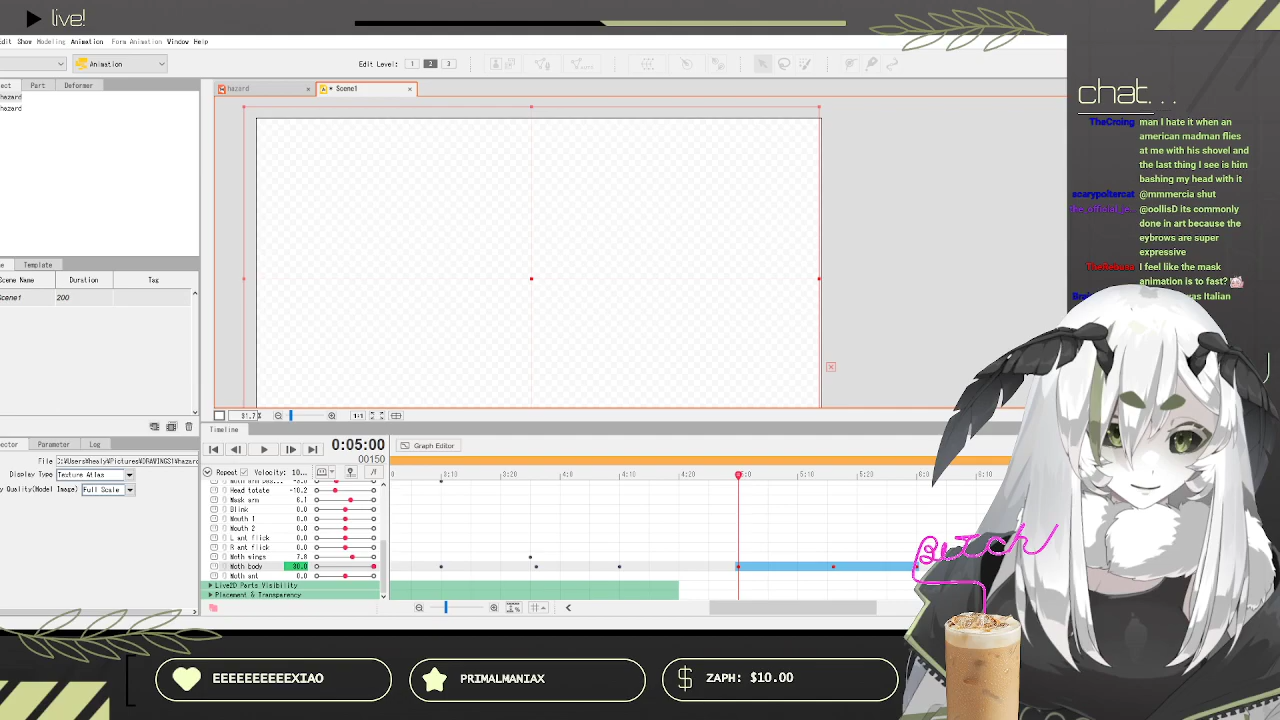 live!
Edit Show Modeling Animation Form Animation Window Help
Animation
Edit Level: 1 2 3
Part Deformer
hazard
Scene1
hazard
hazard
Template
Scene Name Duration Tag
Scene1 200
1:1
Timeline
Parameter Log
0:05:00
00150
Graph Editor
Display Type Texture Atlas
Full Scale
Repeat Velocity: 10...
Head totate -10.2
Mask arm 6.1
Blink 0.0
Mouth 1 0.0
Mouth 2 0.0
L ant flick 0.0
R ant flick 0.0
Moth wings 7.8
Moth body 30.0
Moth ant 0.0
Live2D Parts Visibility
Placement & Transparency
chat...
TheCroing man I hate it when an
american madman flies
at me with his shovel and
the last thing I see is him
bashing my head with it
scarypoltercat @mmmercia shut
@oollisD Its commonly
done in art because the
eybrows are super
expressive
I feel like the mask
animation is to fast?
Italian
Bitch
EEEEEEEEEEXIAO
PRIMALMANIAX
ZAPH: $10.00